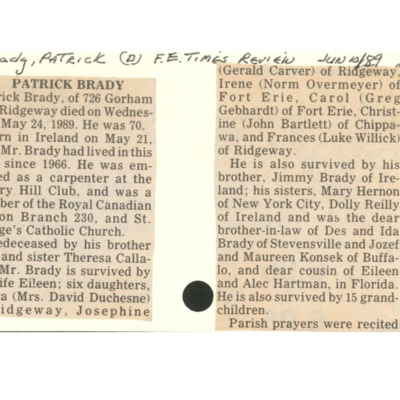 ady, PATRICK (D) F.E. TIMES REVIEW JUN 10/89
PATRICK BRADY
rick Brady, of 726 Gorham
Ridgeway died on Wednes-
May 24, 1989. He was 70.
rn in Ireland on May 21,
Mr. Brady had lived in this
since 1966. He was em-
ed as a carpenter at the
ry Hill Club, and was a
ber of the Royal Canadian
on Branch 230, and St.
ge's Catholic Church.
edeceased by his brother
and sister Theresa Calla-
Mr. Brady is survived by
ife Eileen; six daughters,
ra (Mrs. David Duchesne)
idgeway, Josephine
(Gerald Carver) of Ridgeway,
Irene (Norm Overmeyer) of
Fort Erie, Carol (Greg
Gebhardt) of Fort Erie, Christ-
ine (John Bartlett) of Chippa-
wa, and Frances (Luke Willick)
of Ridgeway.
He is also survived by his
brother, Jimmy Brady of Ire-
land; his sisters, Mary Hernon
of New York City, Dolly Reilly
of Ireland and was the dear
brother-in-law of Des and Ida
Brady of Stevensville and Jozef
and Maureen Konsek of Buffa-
lo, and dear cousin of Eileen
and Alec Hartman, in Florida.
He is also survived by 15 grand-
children.
Parish prayers were recited